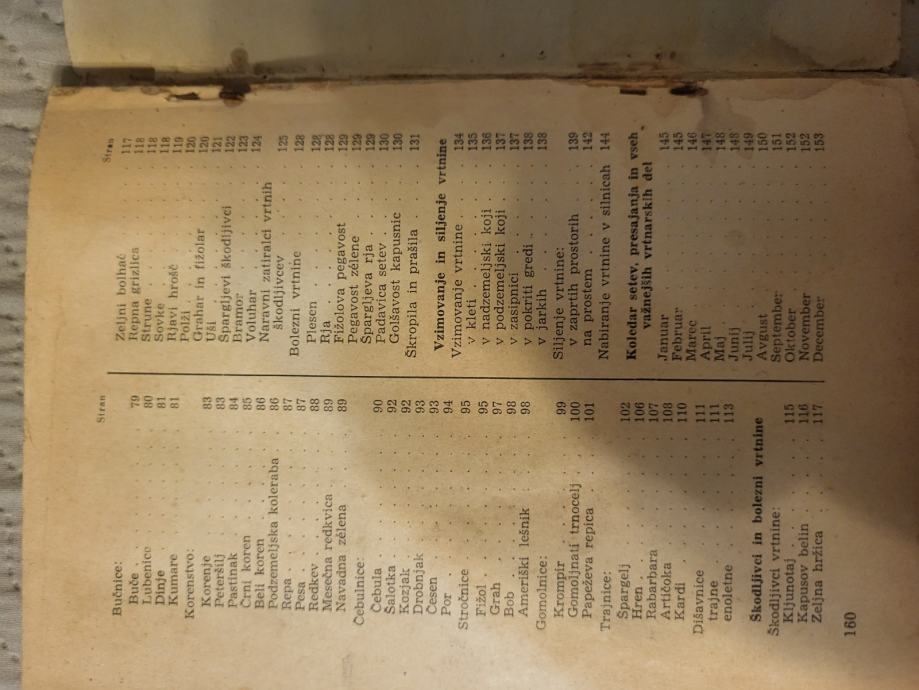 Stran
Bučnice:
Buče . . . 79
Lubenice . . . 80
Dinje . . . 81
Kumare . . . 81
Korenstvo:
Korenje . . . 83
Peteršilj . . . 83
Pastinak . . . 84
Črni koren . . . 85
Beli koren . . . 86
Podzemeljska koleraba . . . 86
Repa . . . 87
Pesa . . . 87
Redkev . . . 88
Mesečna redkvica . . . 89
Navadna zélena . . . 89
Čebulnice:
Čebula . . . 90
Šalotka . . . 92
Kozjak . . . 92
Drobnjak . . . 93
Česen . . . 93
Por . . . 94
Stročnice . . . 95
Fižol . . . 95
Grah . . . 97
Bob . . . 98
Ameriški lešnik . . . 98
Gomolnice:
Krompir . . . 99
Gomoljnati trnocelj . . . 100
Papeževa repica . . . 101
Trajnice:
Špargelj . . . 102
Hren . . . 106
Rabarbara . . . 107
Artičoka . . . 108
Kardi . . . 110
Dišavnice . . . 111
trajne . . . 111
enoletne . . . 113
Škodljivci in bolezni vrtnine
Škodljivci vrtnine:
Kljunotaj . . . 115
Kapusov belin . . . 116
Zeljna hržica . . . 117
160
Stran
Zeljni bolhač . . . 117
Repna grizlica . . . 118
Strune . . . 118
Sovke . . . 118
Rjavi hrošč . . . 119
Polži . . . 120
Grahar in fižolar . . . 120
Uši . . . 121
Špargljevi škodljivci . . . 122
Bramor . . . 123
Voluhar . . . 124
Naravni zatiralci vrtnih
škodljivcev . . . 125
Bolezni vrtnine . . . 128
Plesen . . . 128
Rja . . . 128
Fižolova pegavost . . . 129
Pegavost zélene . . . 129
Špargljeva rja . . . 129
Padavica setev . . . 130
Golšavost kapusnic . . . 130
Škropila in prašila . . . 131
Vzimovanje in siljenje vrtnine
Vzimovanje vrtnine . . . 134
v kleti . . . 135
v nadzemeljski koji . . . 136
v podzemeljski koji . . . 137
v zasipnici . . . 137
v pokriti gredi . . . 138
v jarkih . . . 138
Siljenje vrtnine:
v zaprtih prostorih . . . 139
na prostem . . . 142
Nabiranje vrtnine v silnicah . . . 144
Koledar setev, presajanja in vseh
važnejših vrtnarskih del
Januar . . . 145
Februar . . . 145
Marec . . . 146
April . . . 147
Maj . . . 148
Junij . . . 148
Julij . . . 149
Avgust . . . 150
September . . . 151
Oktober . . . 152
November . . . 152
December . . . 153